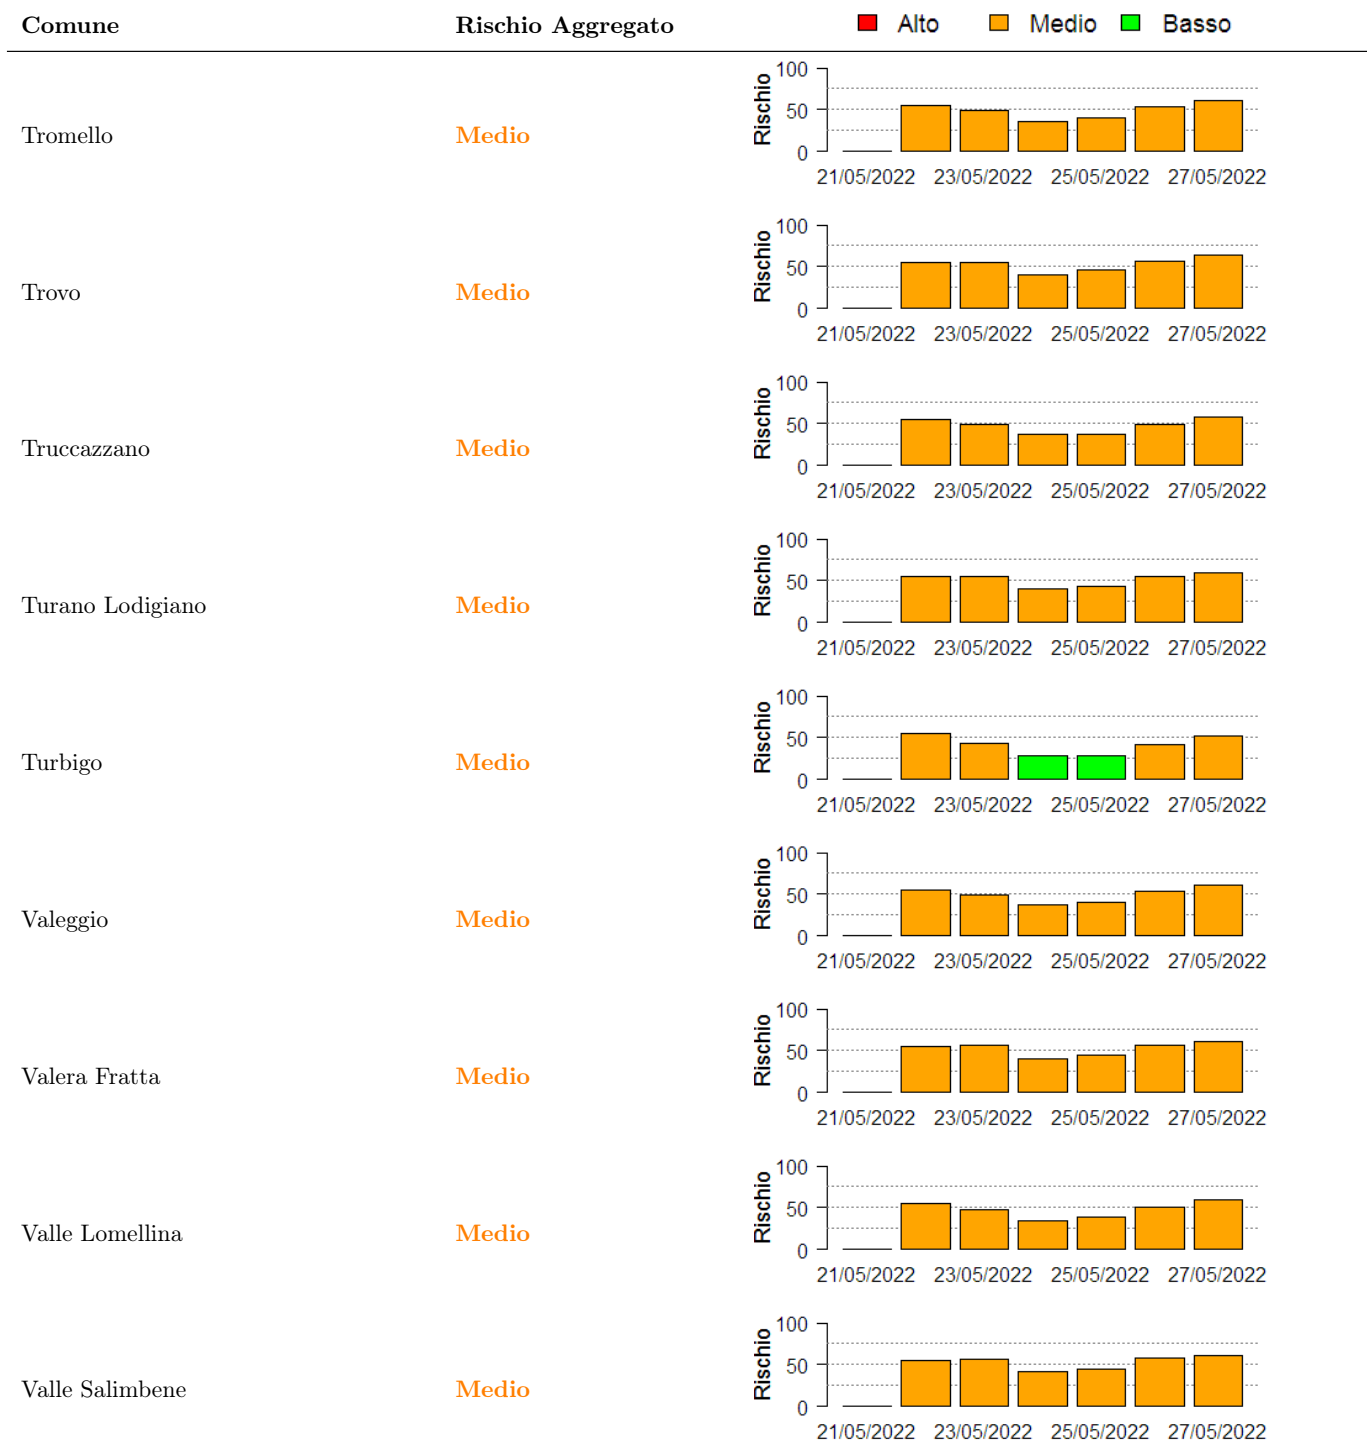 Comune Rischio Aggregato Alto Medio Basso
Tromello Medio Rischio 100 50 0
21/05/2022 23/05/2022 25/05/2022 27/05/2022
Trovo Medio Rischio 100 50 0
21/05/2022 23/05/2022 25/05/2022 27/05/2022
Truccazzano Medio Rischio 100 50 0
21/05/2022 23/05/2022 25/05/2022 27/05/2022
Turano Lodigiano Medio Rischio 100 50 0
21/05/2022 23/05/2022 25/05/2022 27/05/2022
Turbigo Medio Rischio 100 50 0
21/05/2022 23/05/2022 25/05/2022 27/05/2022
Valeggio Medio Rischio 100 50 0
21/05/2022 23/05/2022 25/05/2022 27/05/2022
Valera Fratta Medio Rischio 100 50 0
21/05/2022 23/05/2022 25/05/2022 27/05/2022
Valle Lomellina Medio Rischio 100 50 0
21/05/2022 23/05/2022 25/05/2022 27/05/2022
Valle Salimbene Medio Rischio 100 50 0
21/05/2022 23/05/2022 25/05/2022 27/05/2022